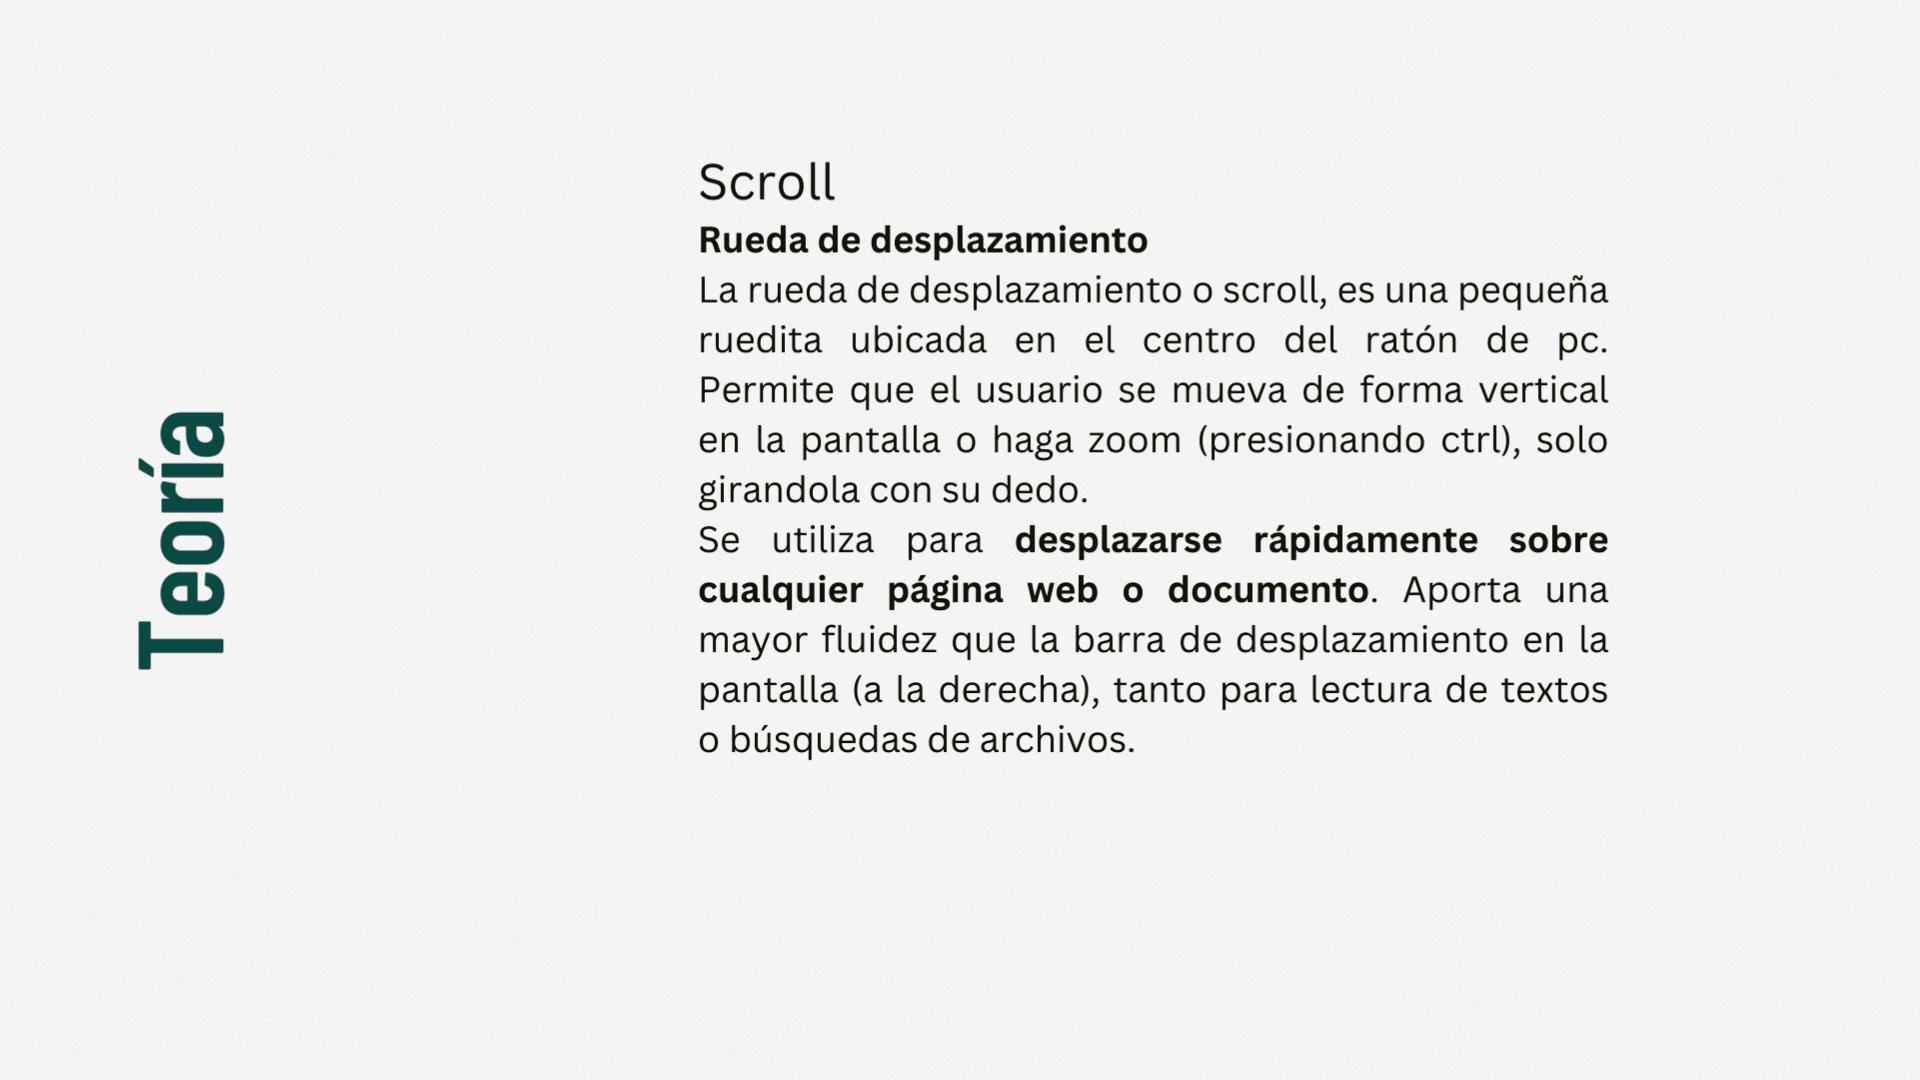 Teoría
Scroll
Rueda de desplazamiento
La rueda de desplazamiento o scroll, es una pequeña
ruedita ubicada en el centro del ratón de pc.
Permite que el usuario se mueva de forma vertical
en la pantalla o haga zoom (presionando ctrl), solo
girandola con su dedo.
Se utiliza para desplazarse rápidamente sobre
cualquier página web o documento. Aporta una
mayor fluidez que la barra de desplazamiento en la
pantalla (a la derecha), tanto para lectura de textos
o búsquedas de archivos.